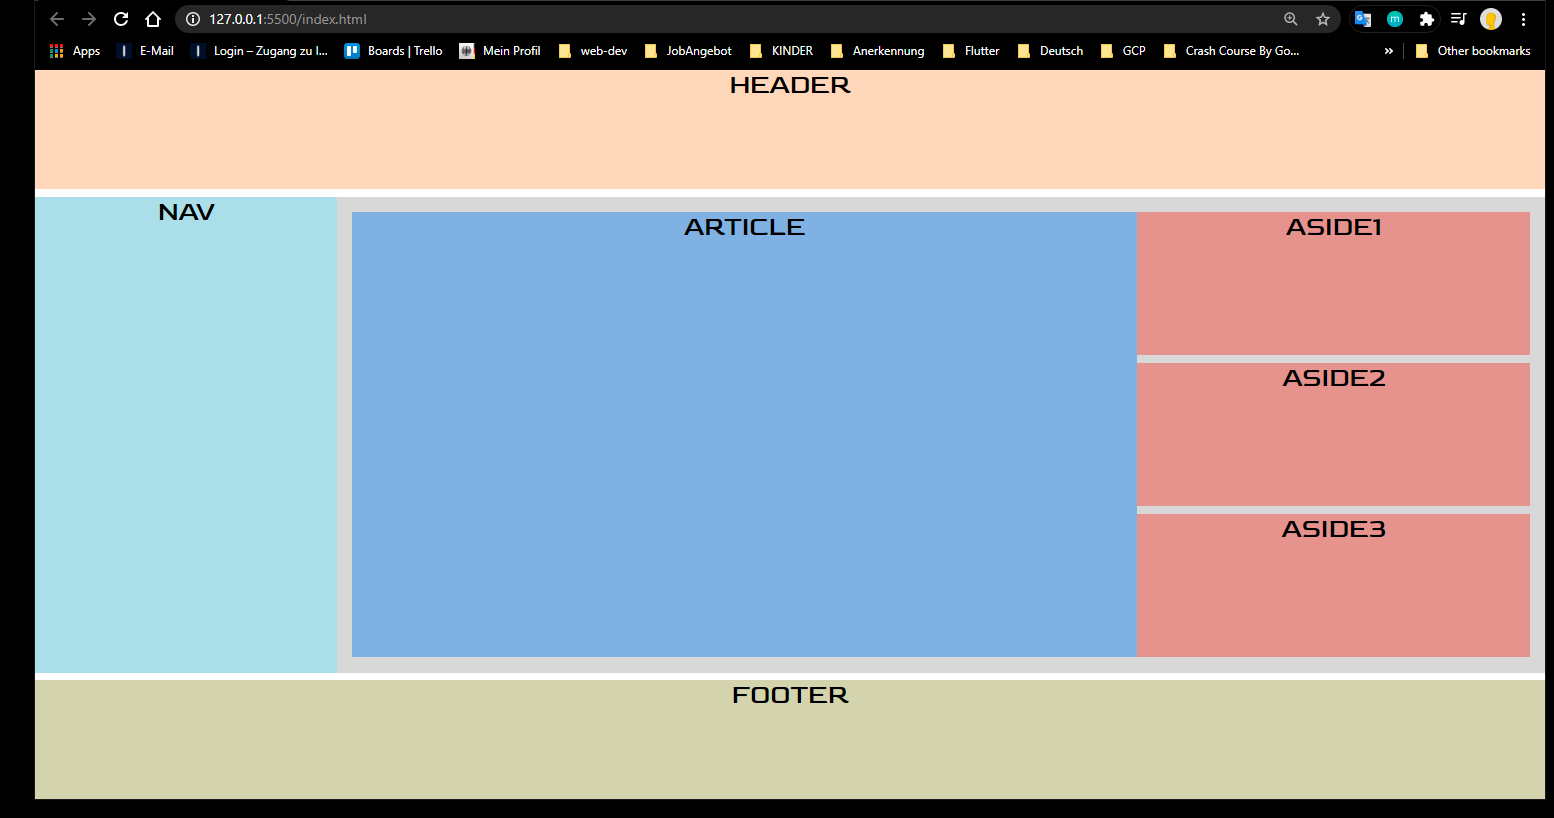 127.0.0.1:5500/index.html
Apps E-Mail Login – Zugang zu I... Boards | Trello Mein Profil web-dev JobAngebot KINDER Anerkennung Flutter Deutsch GCP Crash Course By Go... » Other bookmarks
HEADER
NAV
ARTICLE
ASIDE1
ASIDE2
ASIDE3
FOOTER